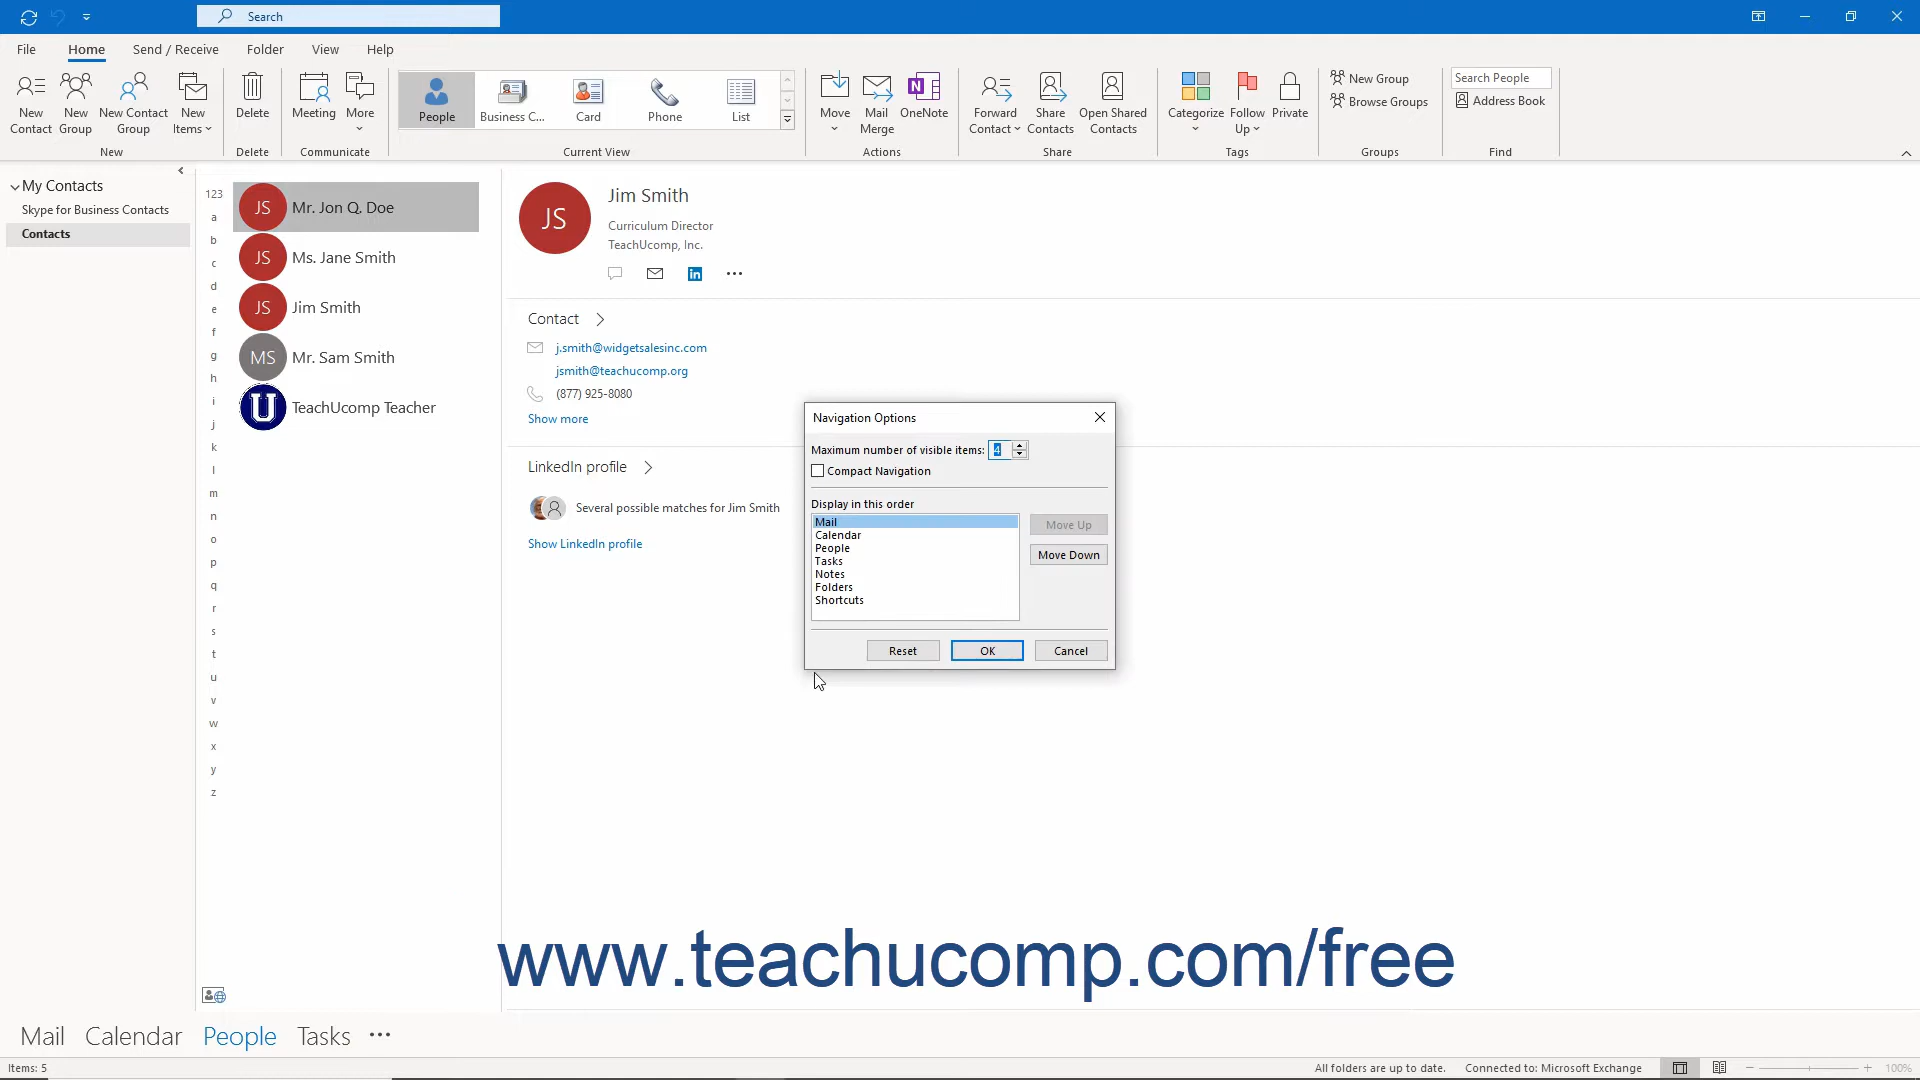 Search
File Home Send / Receive Folder View Help
New Contact
New Group
New Contact Group
New Items
New
Delete
Delete
Meeting
More
Communicate
People
Business C...
Card
Phone
List
Current View
Move
Mail Merge
OneNote
Actions
Forward Contact
Share Contacts
Open Shared Contacts
Share
Categorize
Follow Up
Private
Tags
New Group
Browse Groups
Groups
Search People
Address Book
Find
My Contacts
Skype for Business Contacts
Contacts
123
a
b
c
d
e
f
g
h
i
j
k
l
m
n
o
p
q
r
s
t
u
v
w
x
y
z
JS Mr. Jon Q. Doe
JS Ms. Jane Smith
JS Jim Smith
MS Mr. Sam Smith
U TeachUcomp Teacher
JS
Jim Smith
Curriculum Director
TeachUcomp, Inc.
in
Contact
j.smith@widgetsalesinc.com
jsmith@teachucomp.org
(877) 925-8080
Show more
LinkedIn profile
Several possible matches for Jim Smith
Show LinkedIn profile
Navigation Options
Maximum number of visible items: 4
Compact Navigation
Display in this order
Mail
Calendar
People
Tasks
Notes
Folders
Shortcuts
Move Up
Move Down
Reset OK Cancel
www.teachucomp.com/free
Mail Calendar People Tasks ...
Items: 5
All folders are up to date. Connected to: Microsoft Exchange 100%